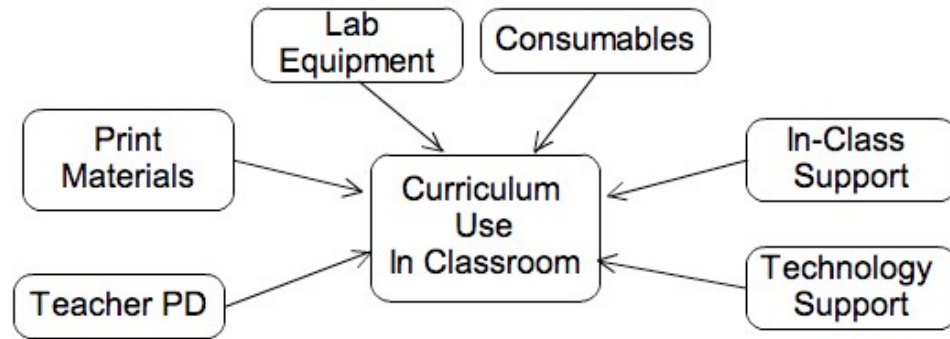 Lab
Equipment
Consumables
Print
Materials
Curriculum
Use
In Classroom
In-Class
Support
Teacher PD
Technology
Support